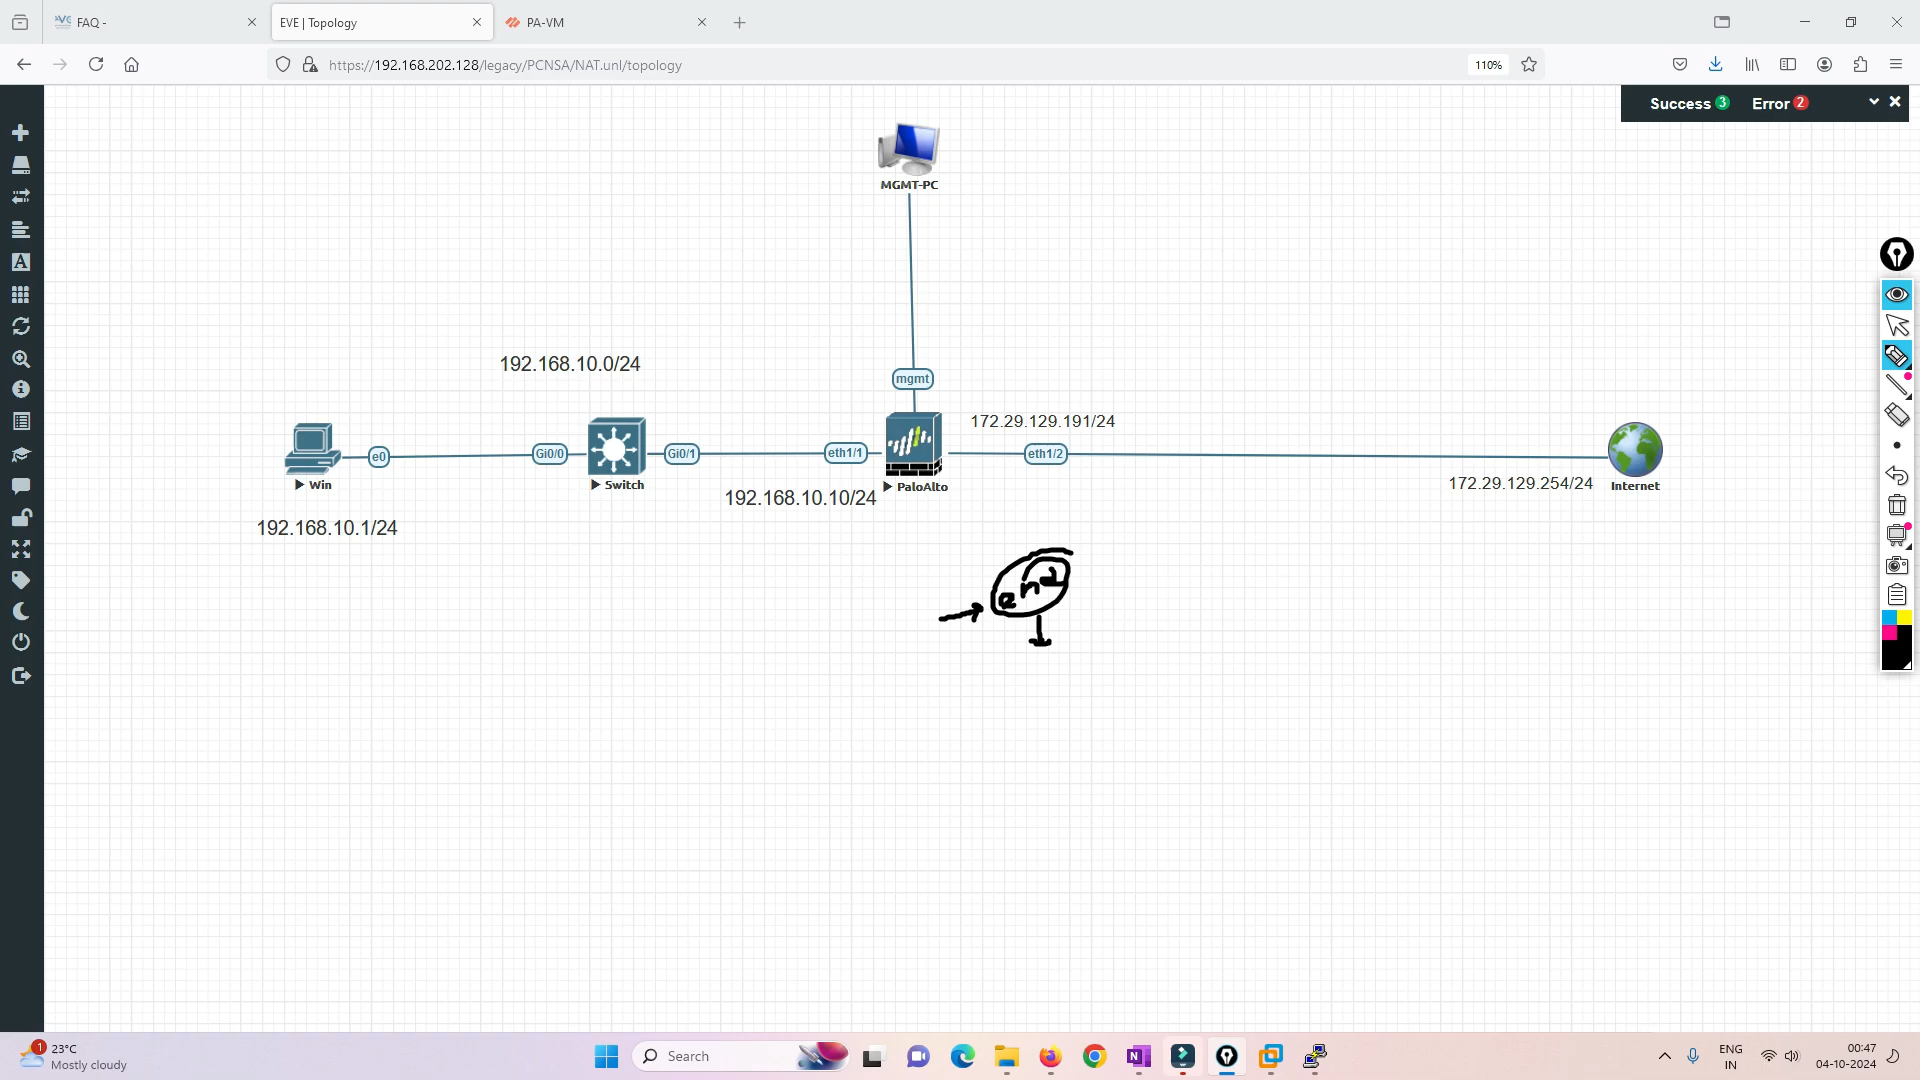 FAQ -
EVE | Topology
PA-VM
https://192.168.202.128/legacy/PCNSA/NAT.unl/topology
110%
Success 3 Error 2
MGMT-PC
192.168.10.0/24
mgmt
172.29.129.191/24
e0
Gi0/0
Gi0/1
eth1/1
eth1/2
Win
Switch
PaloAlto
Internet
172.29.129.254/24
192.168.10.10/24
192.168.10.1/24
1
23°C
Mostly cloudy
Search
ENG
IN
00:47
04-10-2024